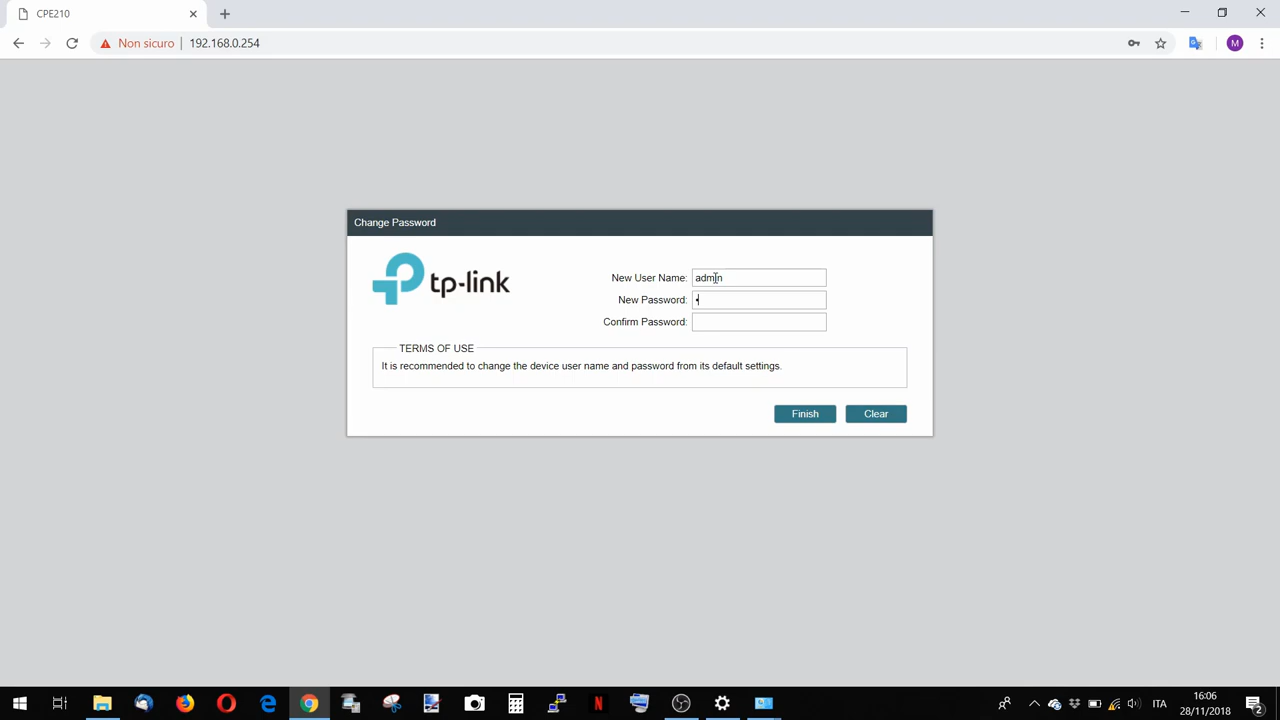 CPE210
Non sicuro 192.168.0.254
M
Change Password
tp-link
New User Name: admin
New Password: •
Confirm Password:
TERMS OF USE
It is recommended to change the device user name and password from its default settings.
Finish Clear
ITA
16:06
28/11/2018
2